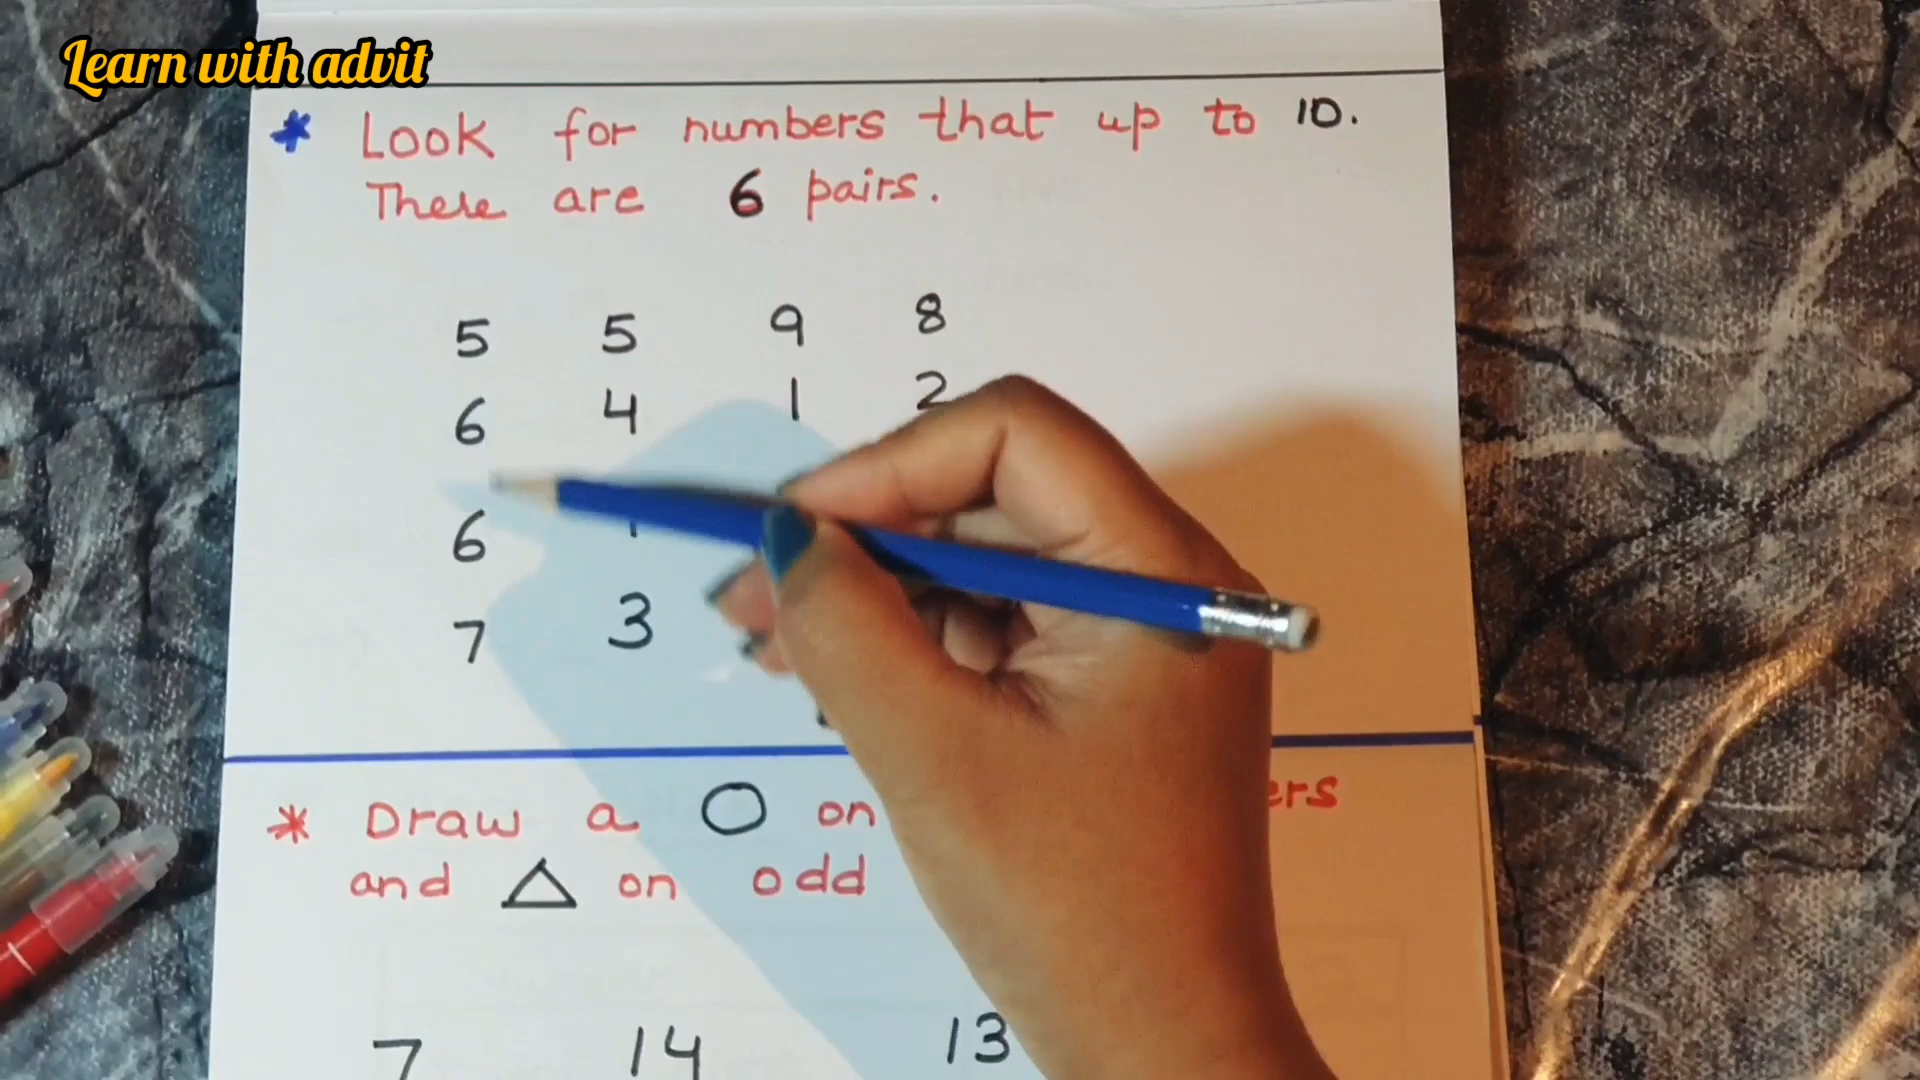 Learn with advit
* Look for numbers that up to 10.
There are 6 pairs.
5 5 9 8
6 4 1 2
6
7 3
* Draw a on
and on odd
7 14 13